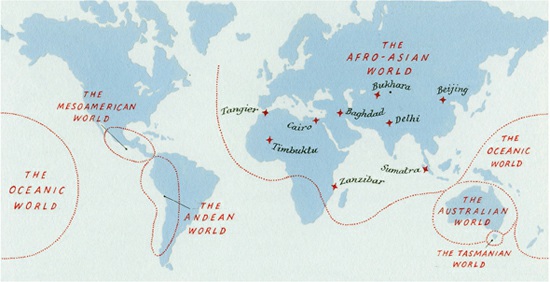 THE
AFRO-ASIAN
WORLD
Bukhara
Beijing
THE
MESOAMERICAN
WORLD
Tangier
Baghdad
Delhi
Cairo
Timbuktu
THE
OCEANIC
WORLD
Sumatra
Zanzibar
THE
OCEANIC
WORLD
THE
ANDEAN
WORLD
THE
AUSTRALIAN
WORLD
THE TASMANIAN
WORLD